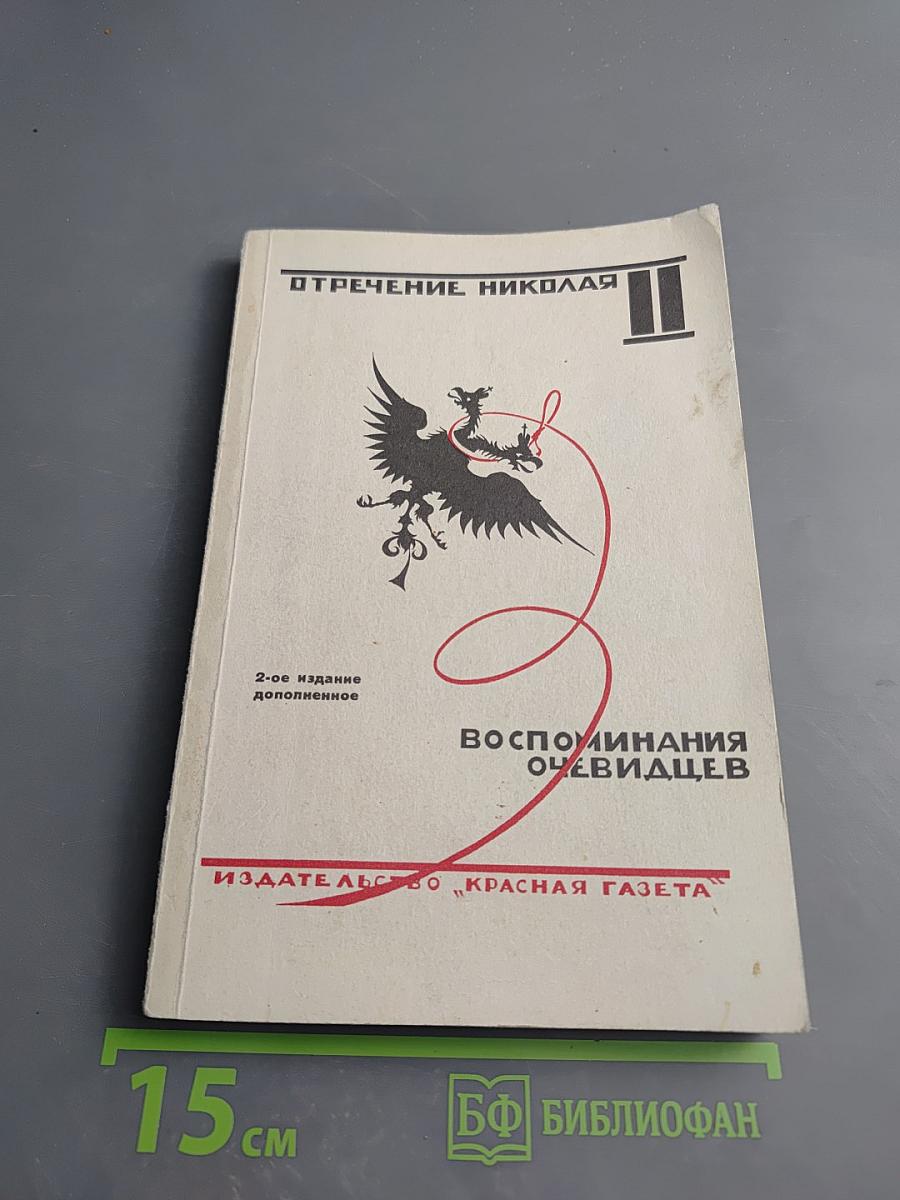 ОТРЕЧЕНИЕ НИКОЛАЯ II
2-ое издание
дополненное
ВОСПОМИНАНИЯ
ОЧЕВИДЦЕВ
ИЗДАТЕЛЬСТВО „КРАСНАЯ ГАЗЕТА“
15 см
БФ БИБЛИОФАН